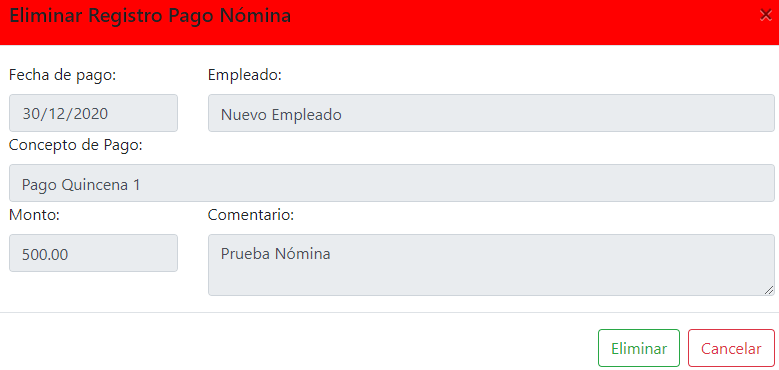 Eliminar Registro Pago Nómina ×
Fecha de pago: Empleado:
30/12/2020 Nuevo Empleado
Concepto de Pago:
Pago Quincena 1
Monto: Comentario:
500.00 Prueba Nómina
Eliminar Cancelar